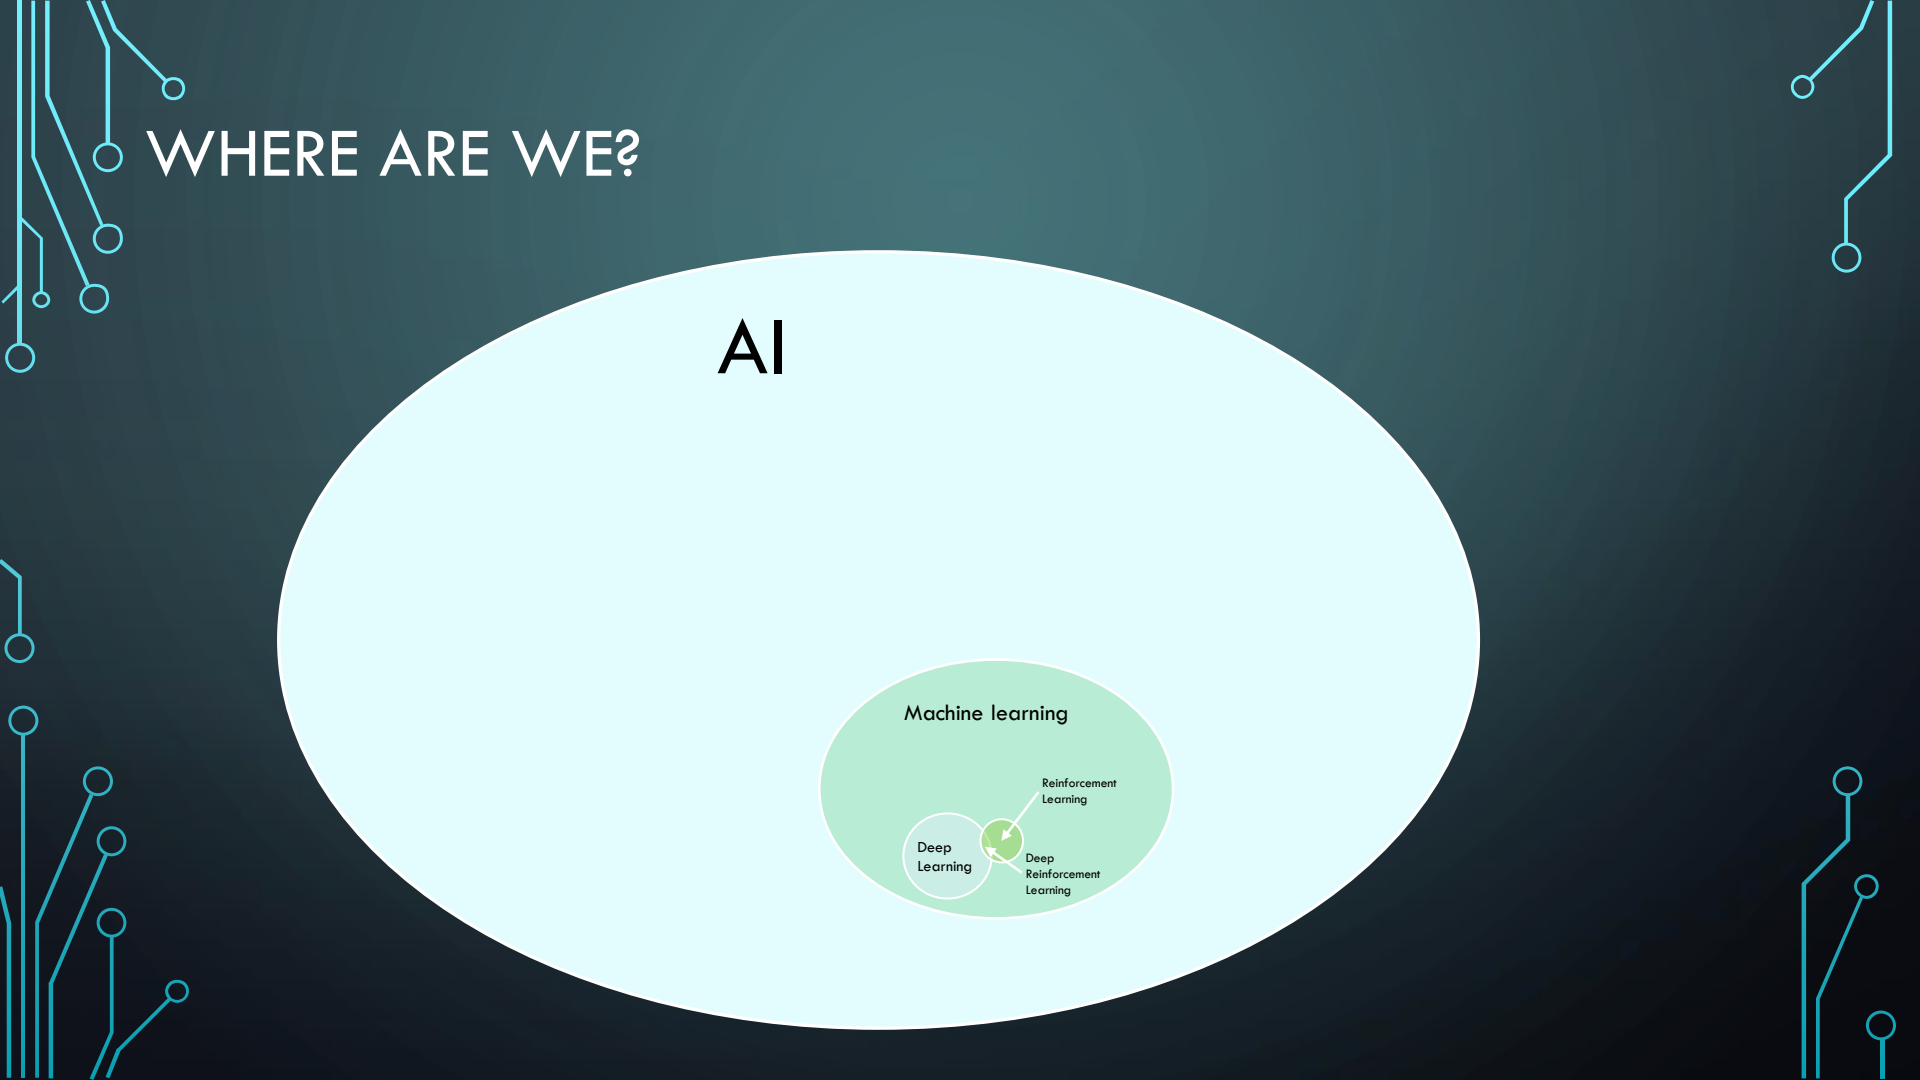 WHERE ARE WE?
AI
Machine learning
Reinforcement
Learning
Deep
Learning
Deep
Reinforcement
Learning